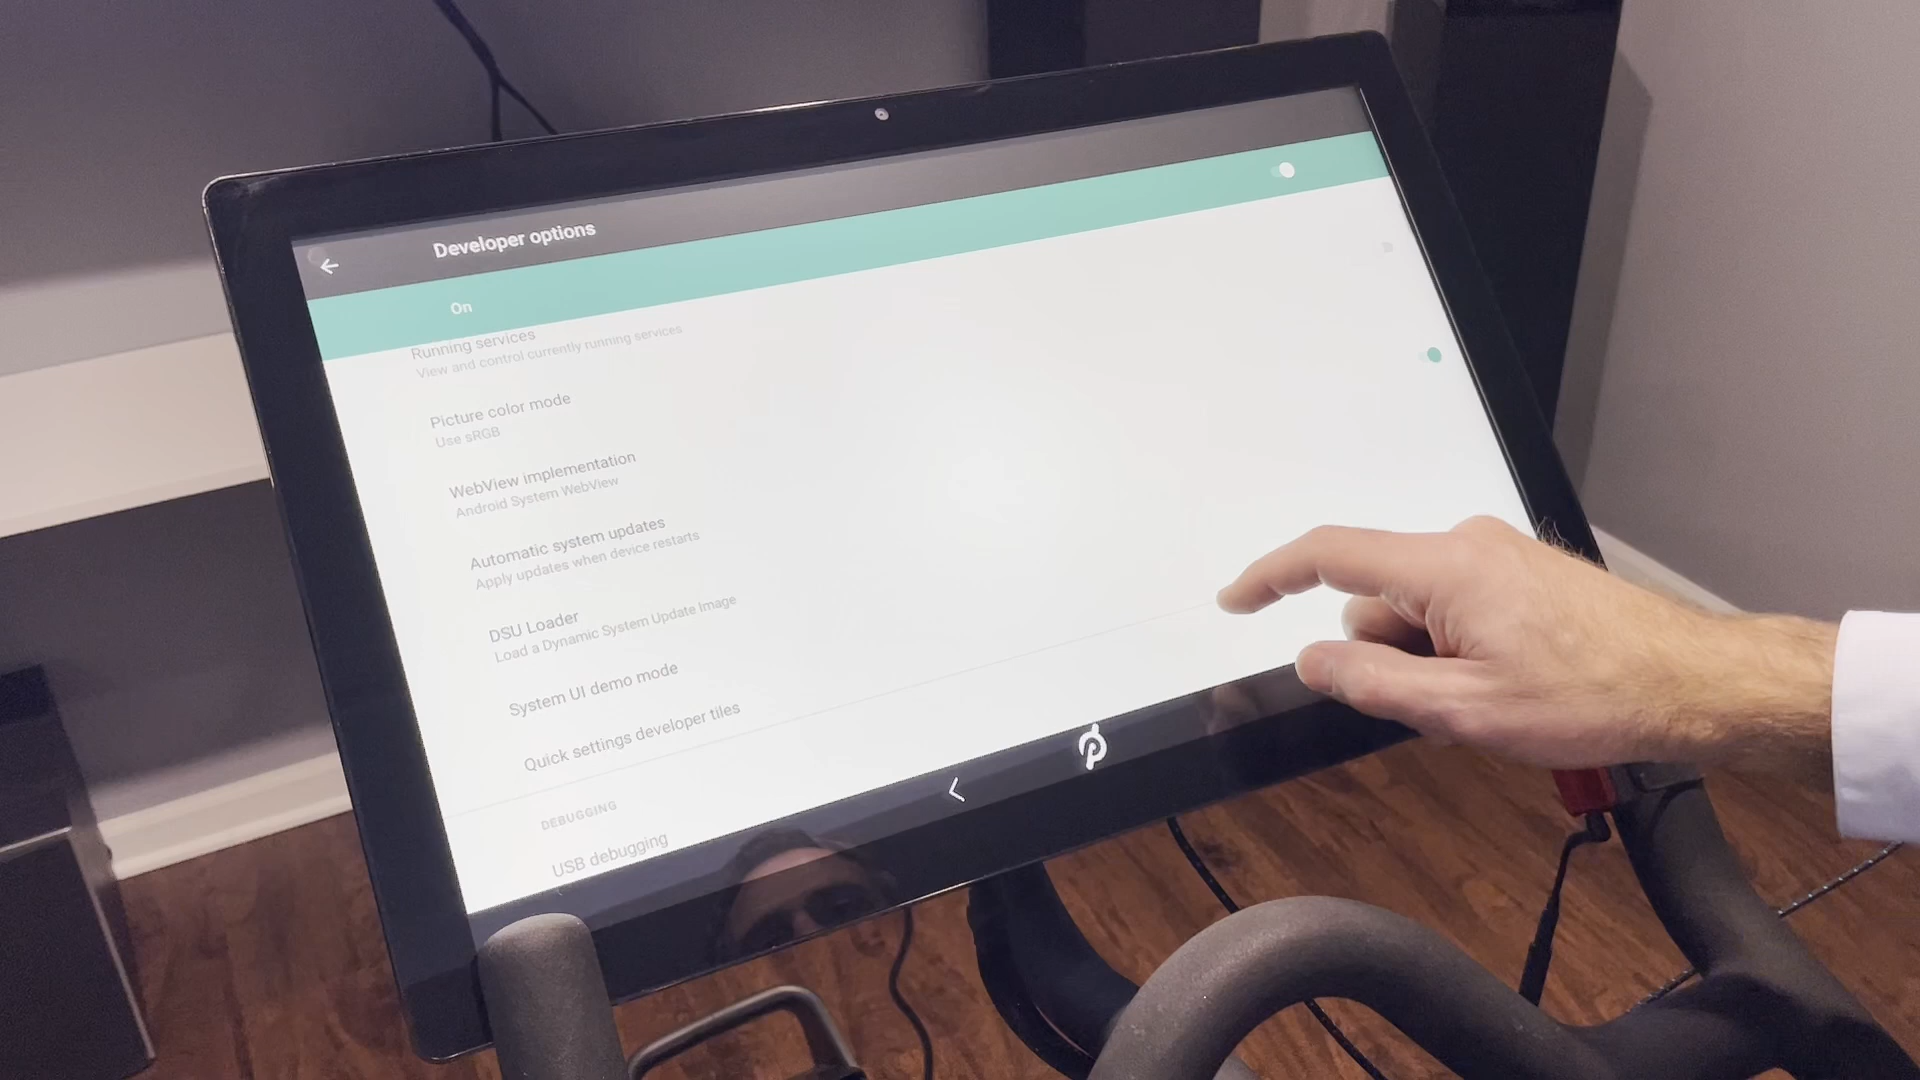 Developer options
On
Running services
View and control currently running services
Picture color mode
Use sRGB
WebView implementation
Android System WebView
Automatic system updates
Apply updates when device restarts
DSU Loader
Load a Dynamic System Update Image
System UI demo mode
Quick settings developer tiles
DEBUGGING
USB debugging